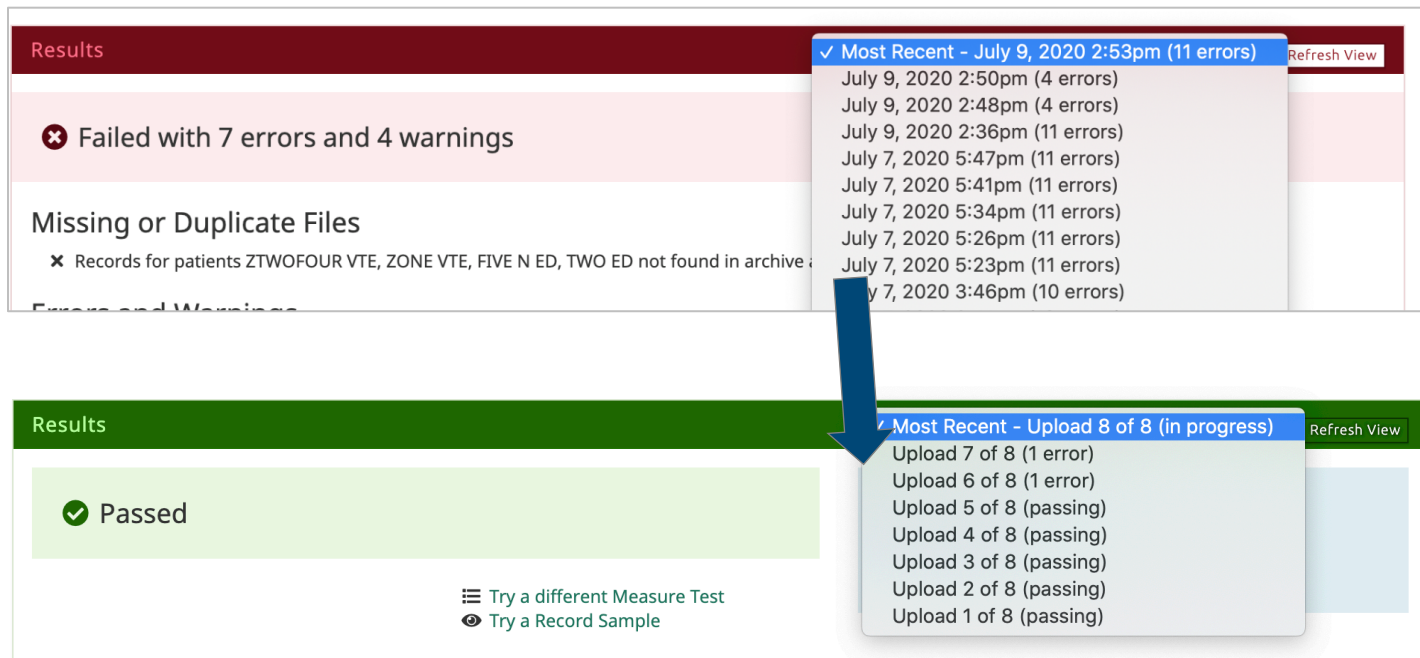 Results
✓ Most Recent - July 9, 2020 2:53pm (11 errors)
Refresh View
July 9, 2020 2:50pm (4 errors)
July 9, 2020 2:48pm (4 errors)
Failed with 7 errors and 4 warnings
July 9, 2020 2:36pm (11 errors)
July 7, 2020 5:47pm (11 errors)
July 7, 2020 5:41pm (11 errors)
Missing or Duplicate Files
July 7, 2020 5:34pm (11 errors)
July 7, 2020 5:26pm (11 errors)
Records for patients ZTWOFOUR VTE, ZONE VTE, FIVE N ED, TWO ED not found in archive
July 7, 2020 5:23pm (11 errors)
7, 2020 3:46pm (10 errors)
Errors and Warnings
Results
Most Recent - Upload 8 of 8 (in progress)
Refresh View
Upload 7 of 8 (1 error)
Upload 6 of 8 (1 error)
Passed
Upload 5 of 8 (passing)
Upload 4 of 8 (passing)
Upload 3 of 8 (passing)
Try a different Measure Test
Upload 2 of 8 (passing)
Try a Record Sample
Upload 1 of 8 (passing)